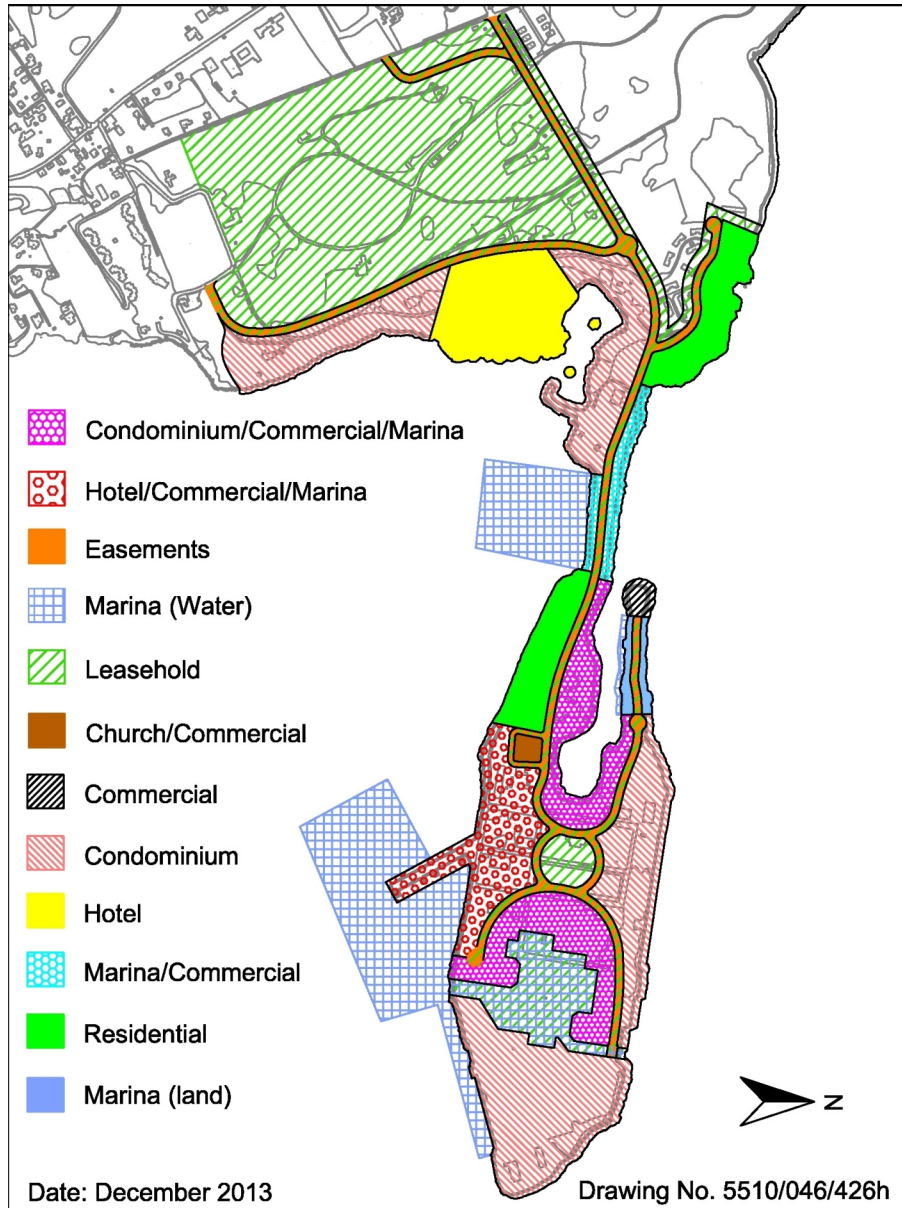 Condominium/Commercial/Marina
Hotel/Commercial/Marina
Easements
Marina (Water)
Leasehold
Church/Commercial
Commercial
Condominium
Hotel
Marina/Commercial
Residential
Marina (land)
N
Date: December 2013
Drawing No. 5510/046/426h